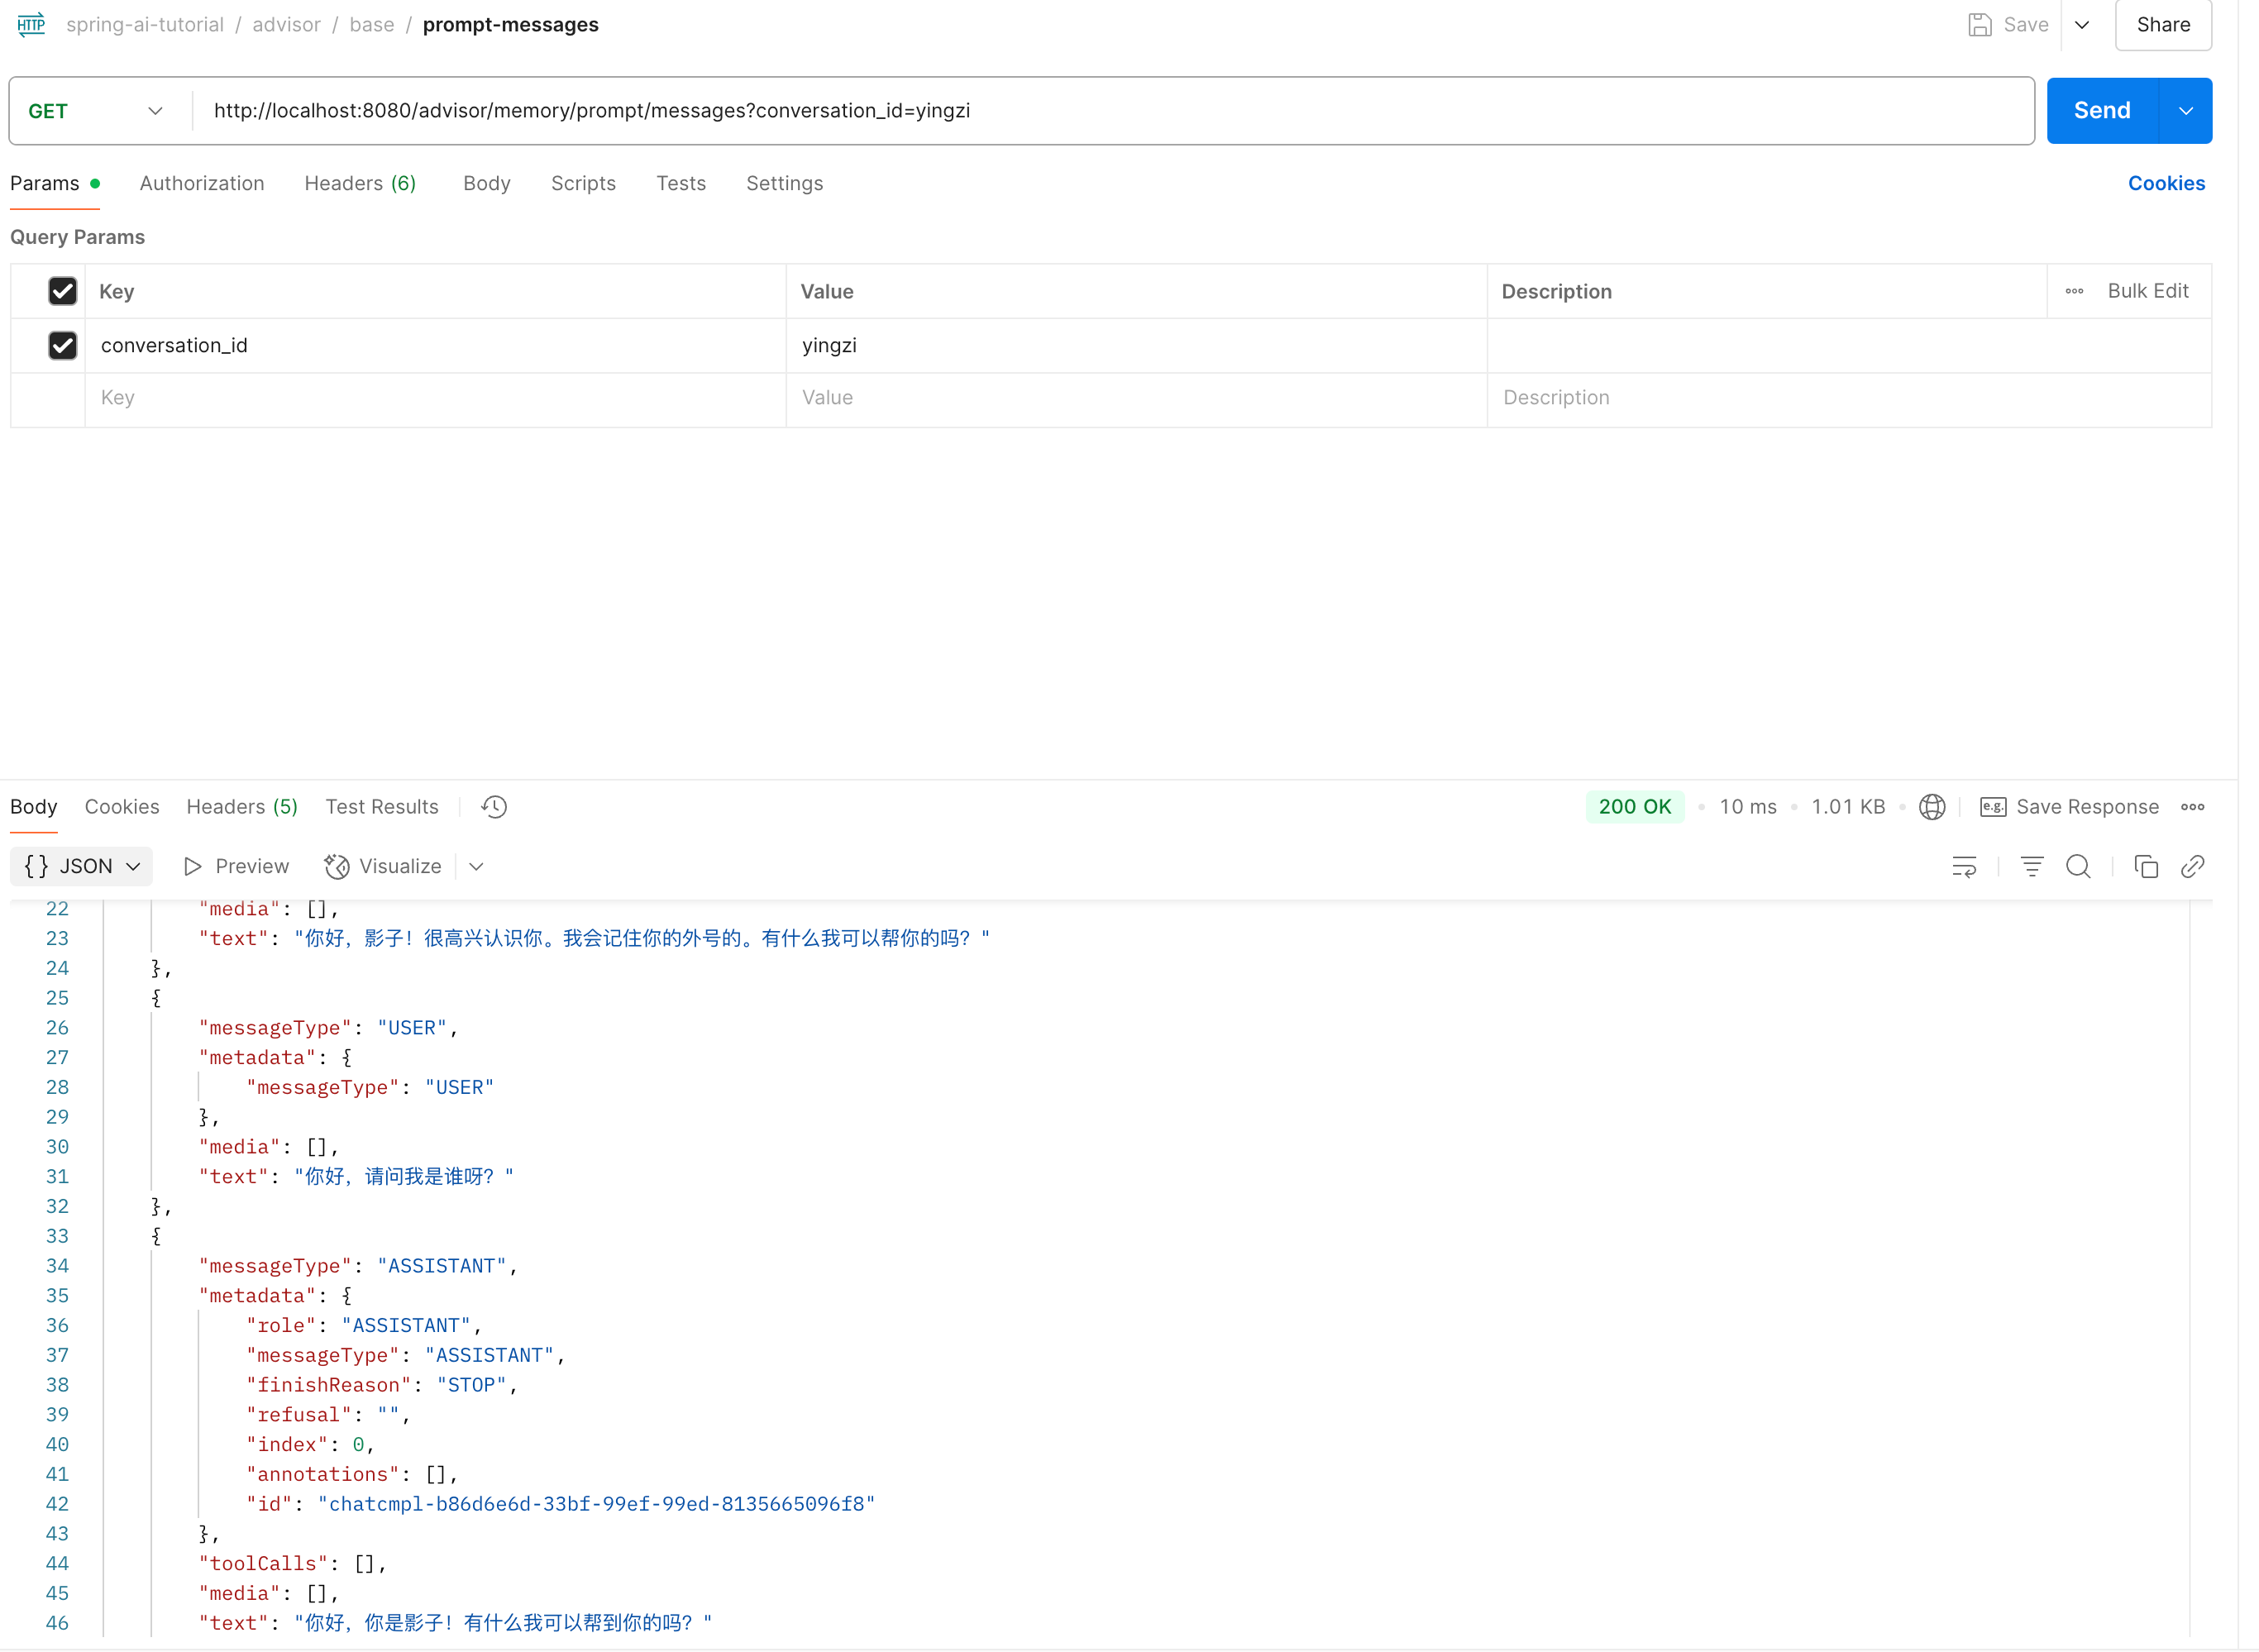 HTTP spring-ai-tutorial / advisor / base / prompt-messages Save Share
GET http://localhost:8080/advisor/memory/prompt/messages?conversation_id=yingzi Send
Params Authorization Headers (6) Body Scripts Tests Settings Cookies
Query Params
Key Value Description Bulk Edit
conversation_id yingzi
Key Value Description
Body Cookies Headers (5) Test Results 200 OK 10 ms 1.01 KB e.g. Save Response
{} JSON Preview Visualize
22 "media": [],
23 "text": "你好，影子！很高兴认识你。我会记住你的外号的。有什么我可以帮你的吗？"
24 },
25 {
26 "messageType": "USER",
27 "metadata": {
28 "messageType": "USER"
29 },
30 "media": [],
31 "text": "你好，请问我是谁呀？"
32 },
33 {
34 "messageType": "ASSISTANT",
35 "metadata": {
36 "role": "ASSISTANT",
37 "messageType": "ASSISTANT",
38 "finishReason": "STOP",
39 "refusal": "",
40 "index": 0,
41 "annotations": [],
42 "id": "chatcmpl-b86d6e6d-33bf-99ef-99ed-8135665096f8"
43 },
44 "toolCalls": [],
45 "media": [],
46 "text": "你好，你是影子！有什么我可以帮到你的吗？"